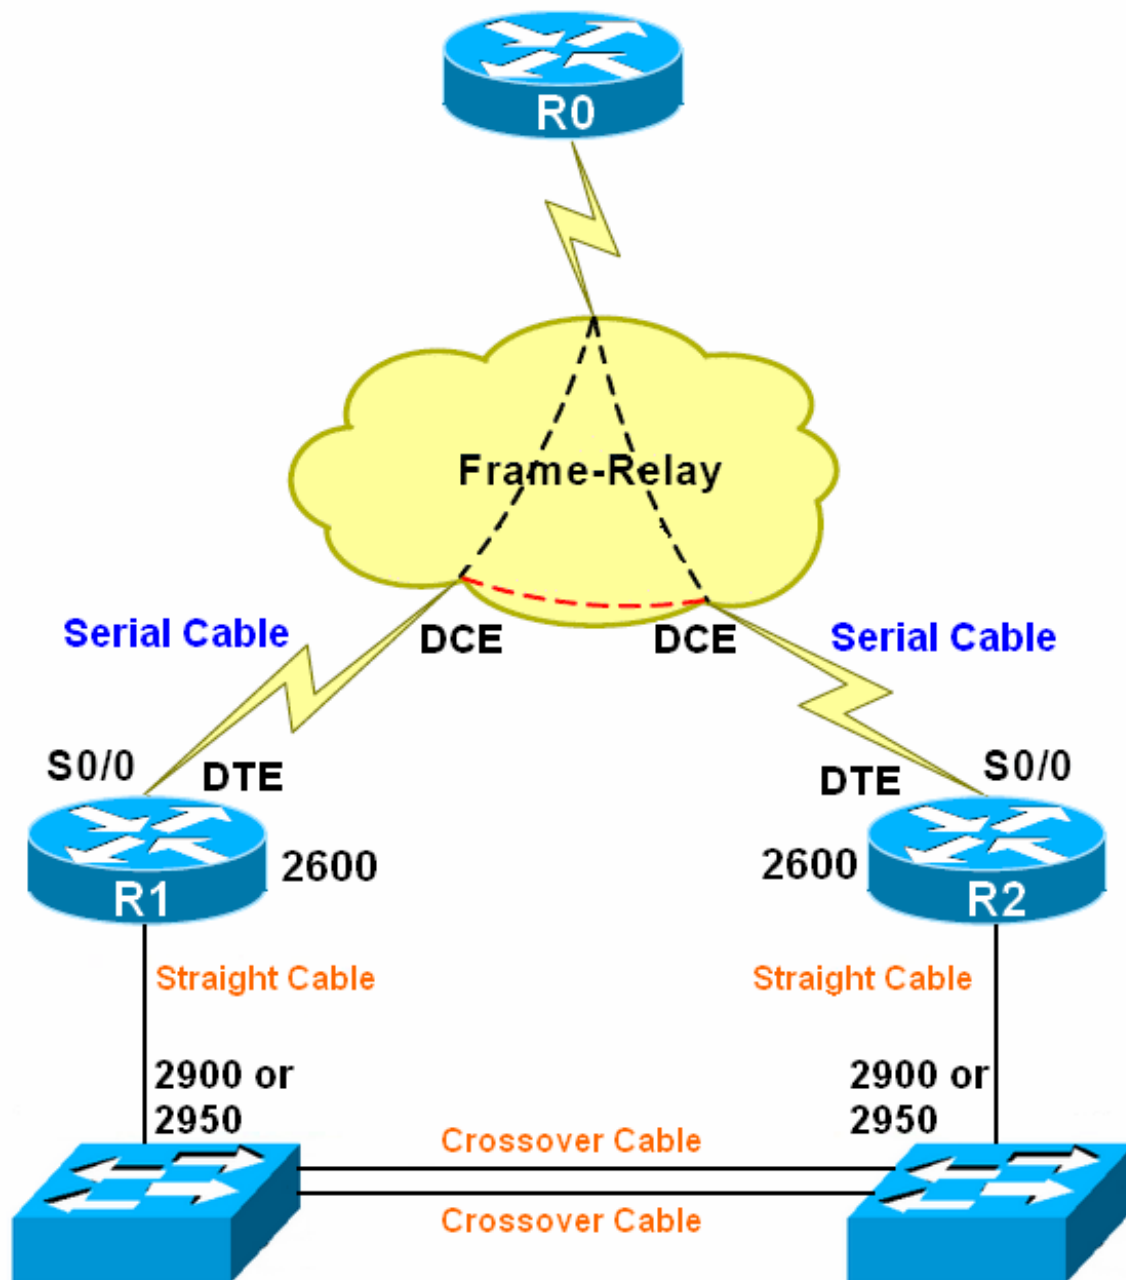 R0
Frame-Relay
Serial Cable
DCE
DCE
Serial Cable
S0/0
DTE
DTE
S0/0
2600
2600
R1
R2
Straight Cable
Straight Cable
2900 or
2950
2900 or
2950
Crossover Cable
Crossover Cable